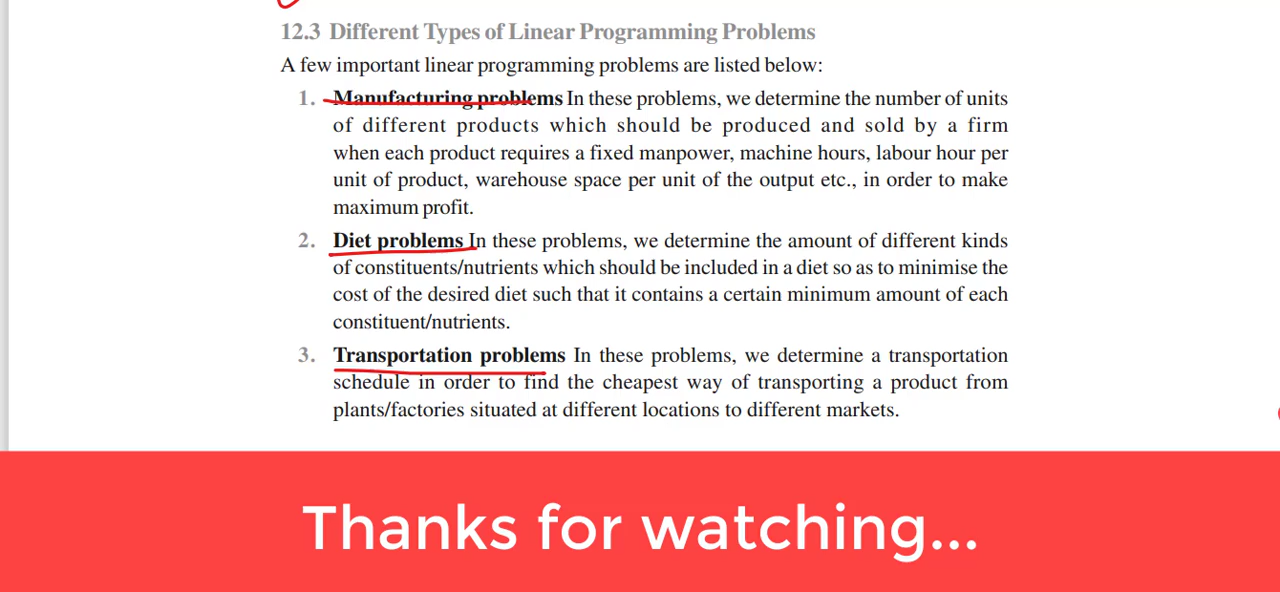 12.3 Different Types of Linear Programming Problems
A few important linear programming problems are listed below:
1. Manufacturing problems In these problems, we determine the number of units
of different products which should be produced and sold by a firm
when each product requires a fixed manpower, machine hours, labour hour per
unit of product, warehouse space per unit of the output etc., in order to make
maximum profit.
2. Diet problems In these problems, we determine the amount of different kinds
of constituents/nutrients which should be included in a diet so as to minimise the
cost of the desired diet such that it contains a certain minimum amount of each
constituent/nutrients.
3. Transportation problems In these problems, we determine a transportation
schedule in order to find the cheapest way of transporting a product from
plants/factories situated at different locations to different markets.
Thanks for watching...